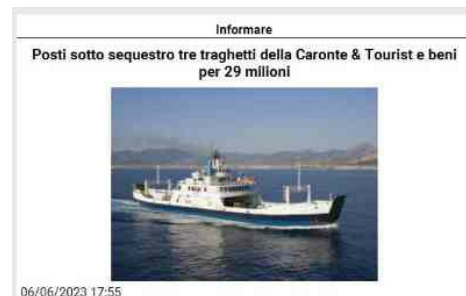 Informare
Posti sotto sequestro tre traghetti della Caronte & Tourist e beni
per 29 milioni
06/06/2023 17:55